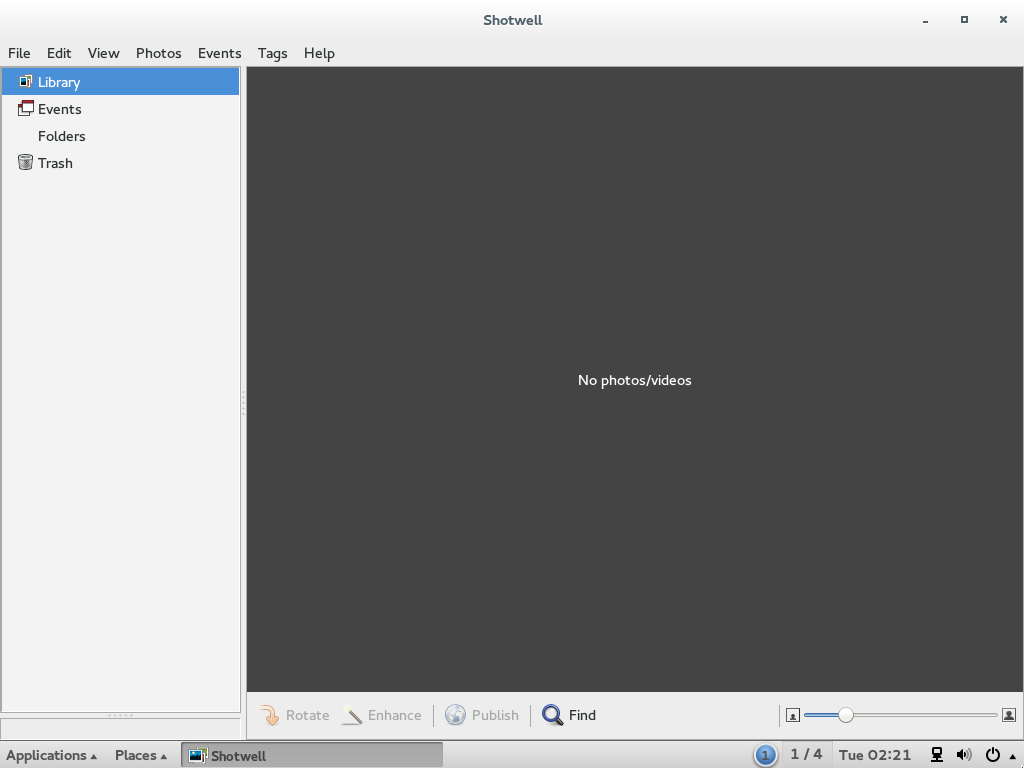 Shotwell
File Edit View Photos Events Tags Help
Library
Events
Folders
Trash
No photos/videos
Rotate Enhance Publish Find
Applications Places Shotwell 1 1 / 4 Tue 02:21